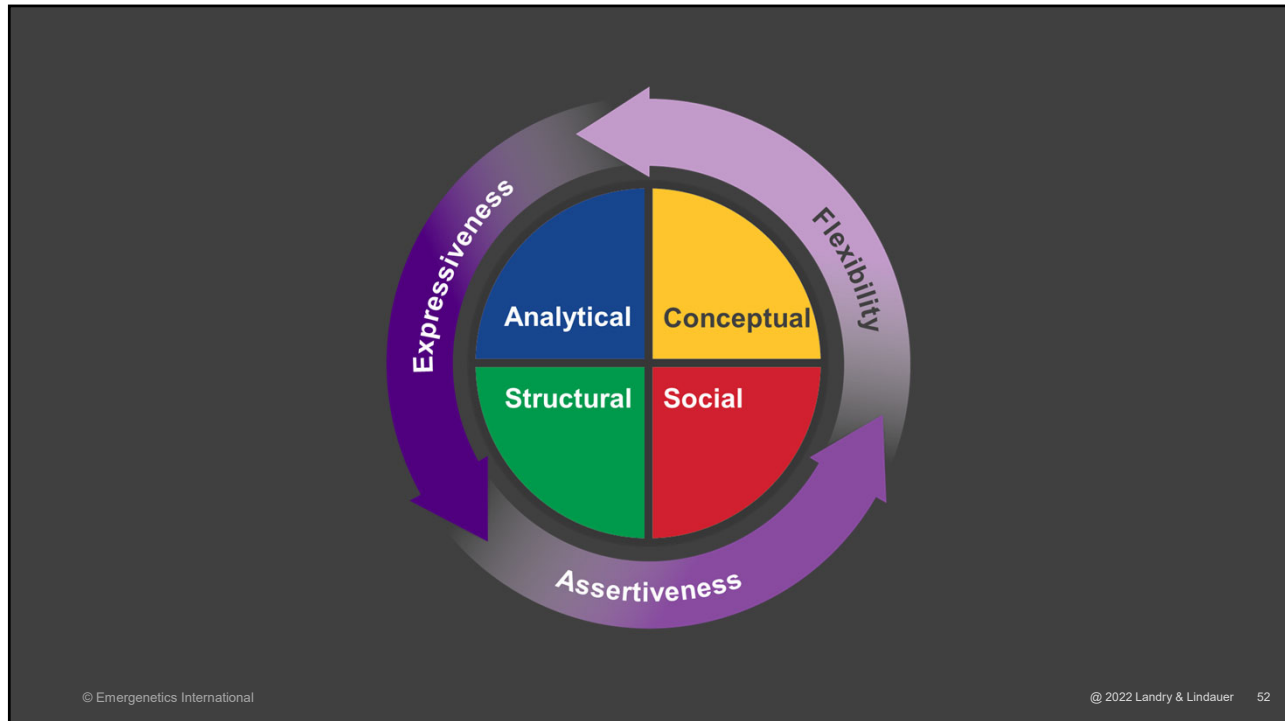 Expressiveness
Flexibility
Analytical
Conceptual
Structural
Social
Assertiveness
© Emergenetics International
@ 2022 Landry & Lindauer 52